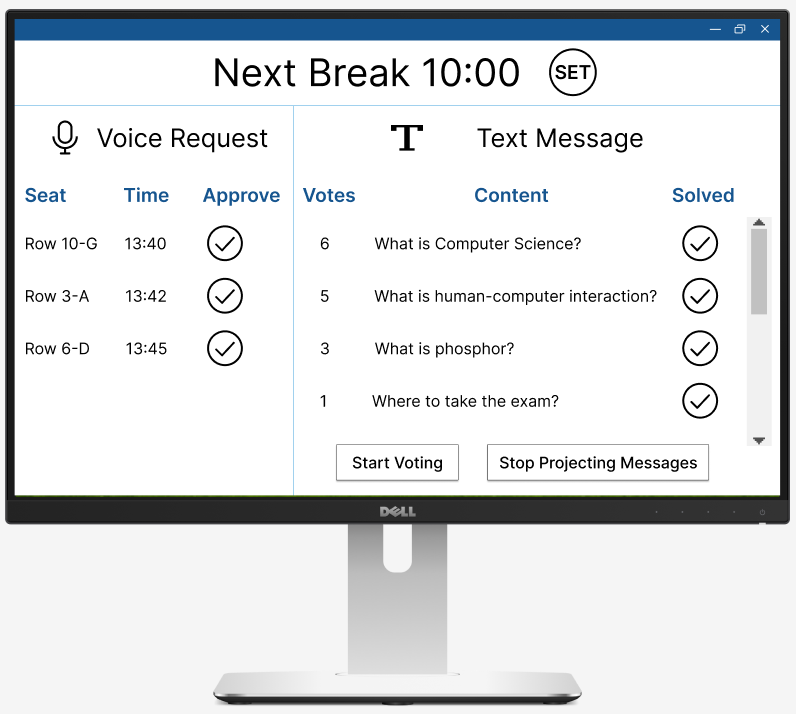 Next Break 10:00 SET
Voice Request
Seat Time Approve
Row 10-G 13:40
Row 3-A 13:42
Row 6-D 13:45
T Text Message
Votes Content Solved
6 What is Computer Science?
5 What is human-computer interaction?
3 What is phosphor?
1 Where to take the exam?
Start Voting Stop Projecting Messages
DELL